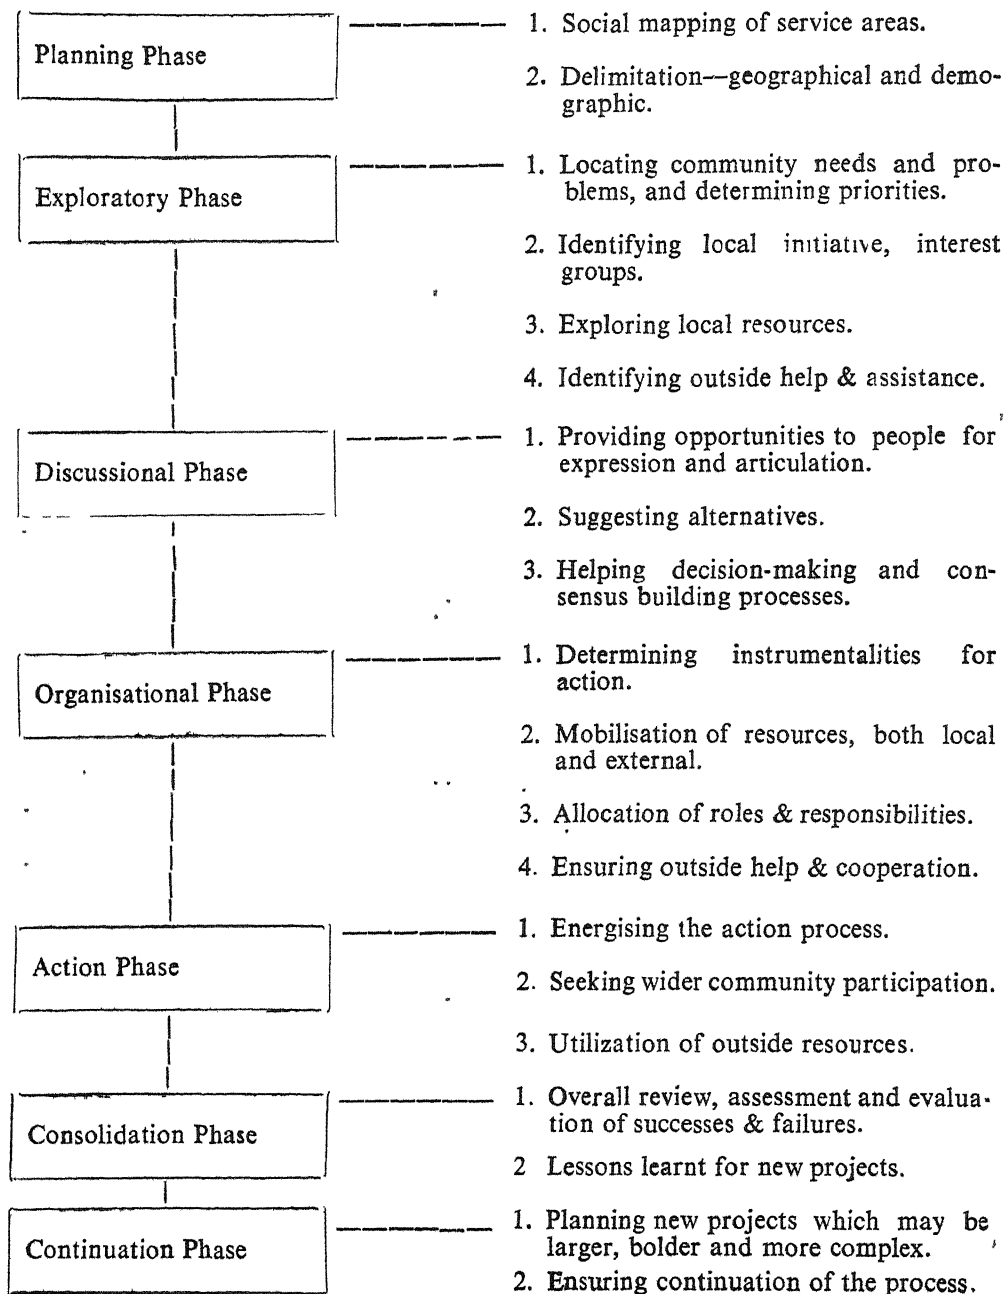 Planning Phase
1. Social mapping of service areas.
2. Delimitation—geographical and demo-
graphic.
Exploratory Phase
1. Locating community needs and pro-
blems, and determining priorities.
2. Identifying local initiative, interest
groups.
3. Exploring local resources.
4. Identifying outside help & assistance.
Discussional Phase
1. Providing opportunities to people for
expression and articulation.
2. Suggesting alternatives.
3. Helping decision-making and con-
sensus building processes.
Organisational Phase
1. Determining instrumentalities for
action.
2. Mobilisation of resources, both local
and external.
3. Allocation of roles & responsibilities.
4. Ensuring outside help & cooperation.
Action Phase
1. Energising the action process.
2. Seeking wider community participation.
3. Utilization of outside resources.
Consolidation Phase
1. Overall review, assessment and evalua-
tion of successes & failures.
2 Lessons learnt for new projects.
Continuation Phase
1. Planning new projects which may be
larger, bolder and more complex.
2. Ensuring continuation of the process.